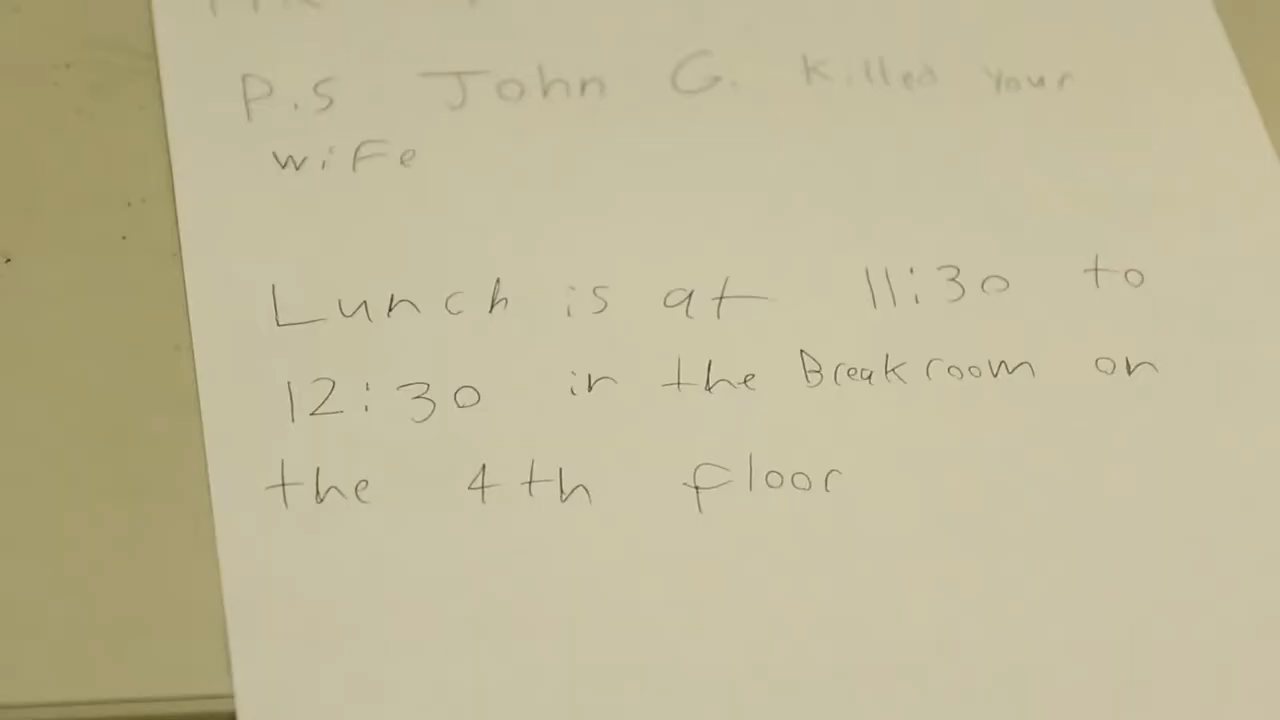 P.S John G. Killed Your
wife
Lunch is at 11:30 to
12:30 in the Breakroom on
the 4th floor